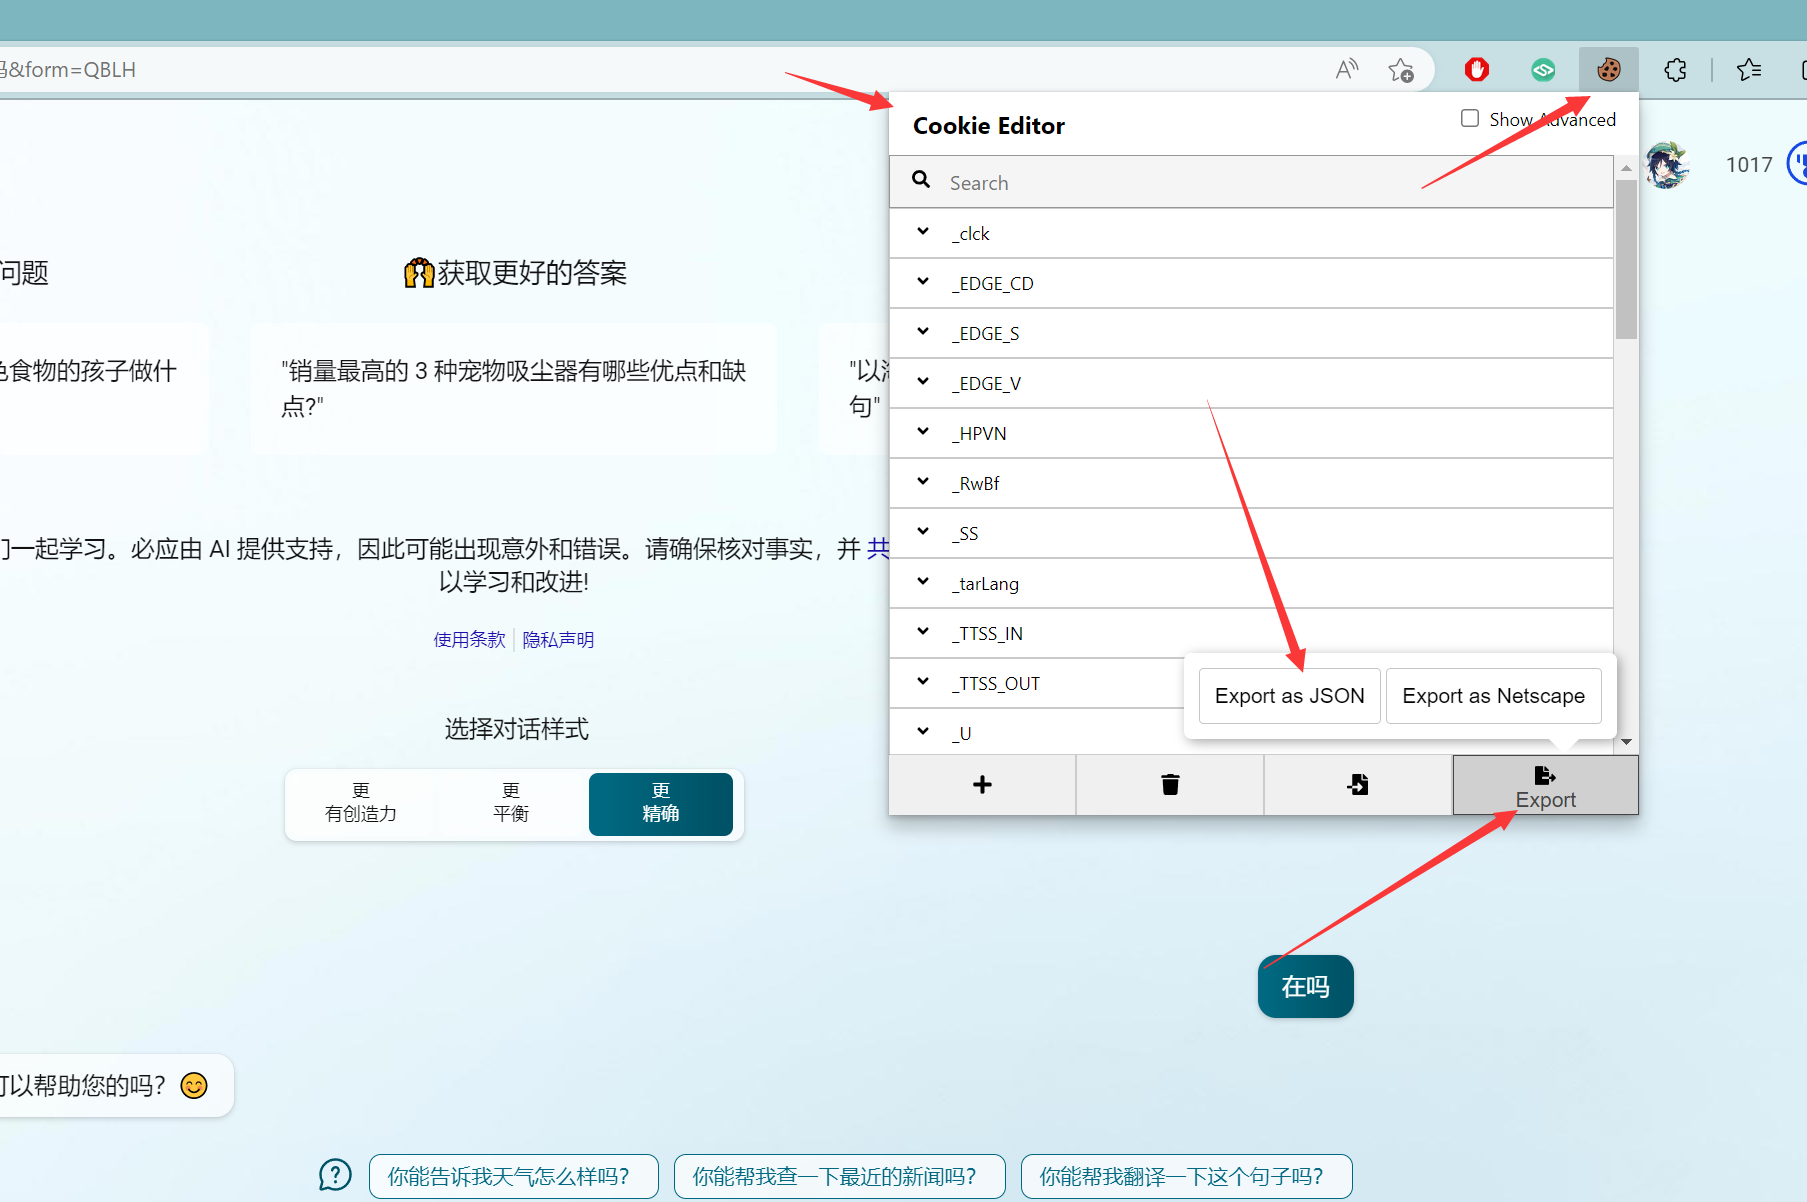 &form=QBLH
Cookie Editor
Show Advanced
Search
1017
_clck
_EDGE_CD
_EDGE_S
_EDGE_V
_HPVN
_RwBf
_SS
_tarLang
_TTSS_IN
_TTSS_OUT
_U
Export as JSON
Export as Netscape
Export
问题
🙌获取更好的答案
食物的孩子做什
"销量最高的 3 种宠物吸尘器有哪些优点和缺
点?"
"以
句"
一起学习。必应由 AI 提供支持，因此可能出现意外和错误。请确保核对事实，并 共
以学习和改进!
使用条款 | 隐私声明
选择对话样式
更
有创造力
更
平衡
更
精确
在吗
可以帮助您的吗？😊
你能告诉我天气怎么样吗？
你能帮我查一下最近的新闻吗？
你能帮我翻译一下这个句子吗？